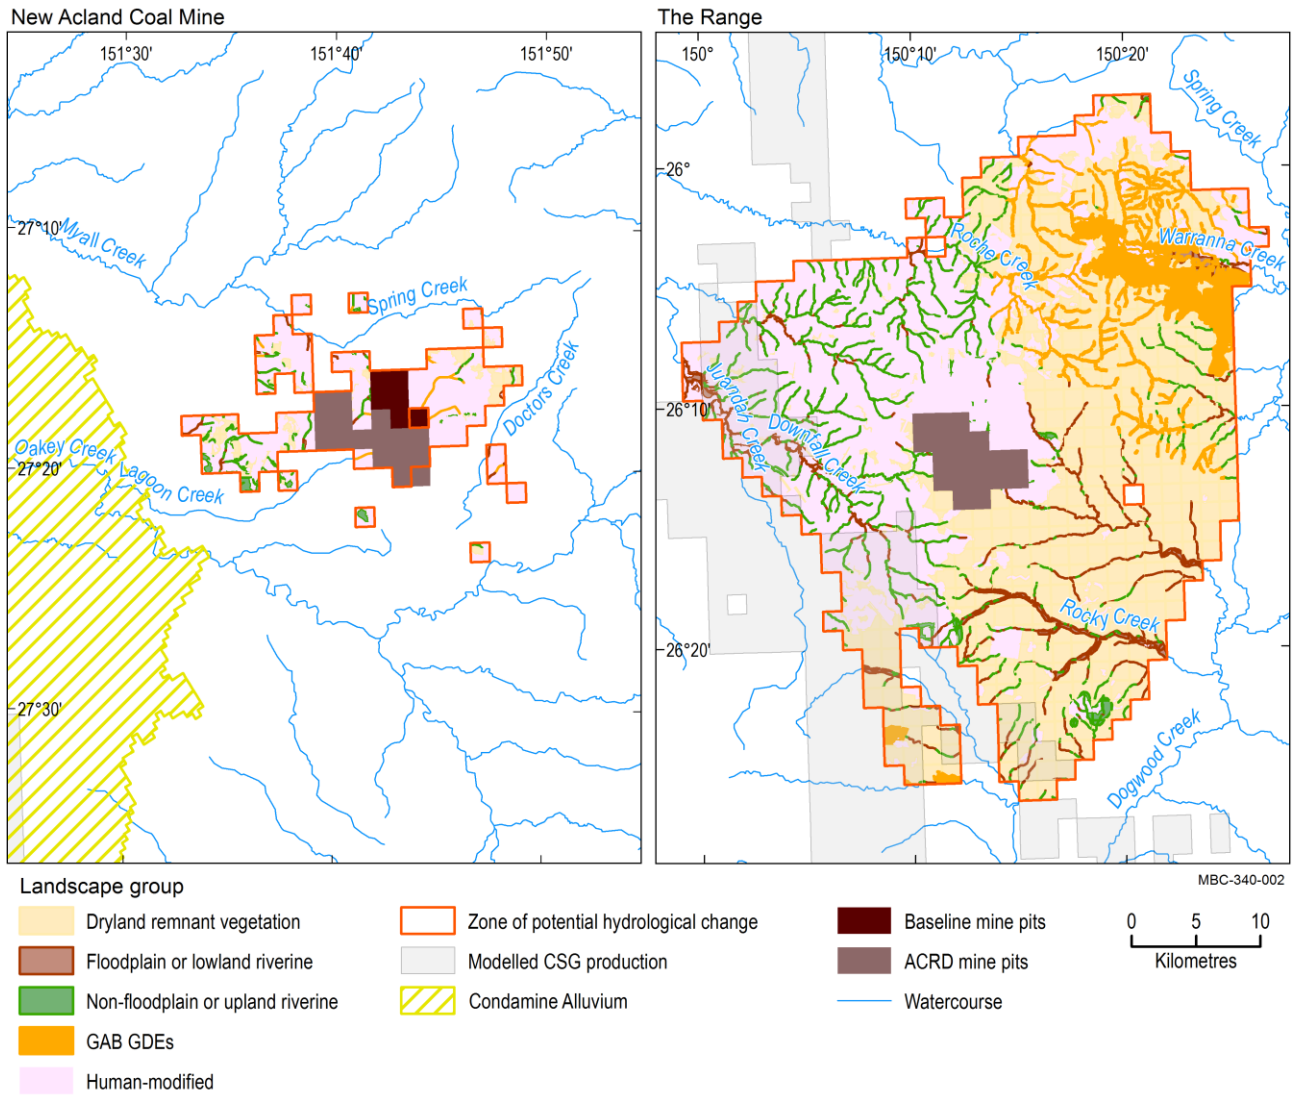 New Acland Coal Mine
151°30'
151°40'
151°50'
27°10'
27°20'
27°30'
Myall Creek
Spring Creek
Doctors Creek
Oakey Creek
Lagoon Creek
The Range
150°
150°10'
150°20'
26°
26°10'
26°20'
Spring Creek
Roche Creek
Warranna Creek
Juandah Creek
Downfall Creek
Rocky Creek
Dogwood Creek
MBC-340-002
Landscape group
Dryland remnant vegetation
Floodplain or lowland riverine
Non-floodplain or upland riverine
GAB GDEs
Human-modified
Zone of potential hydrological change
Modelled CSG production
Condamine Alluvium
Baseline mine pits
ACRD mine pits
Watercourse
0 5 10
Kilometres